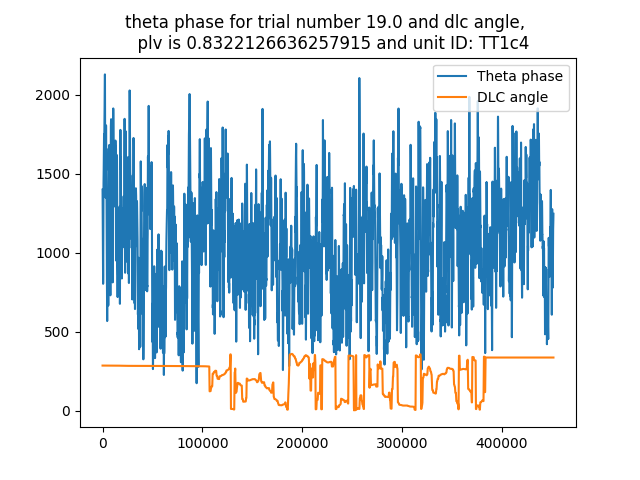 theta phase for trial number 19.0 and dlc angle,
plv is 0.8322126636257915 and unit ID: TT1c4
Theta phase
DLC angle
2000
1500
1000
500
0
0 100000 200000 300000 400000